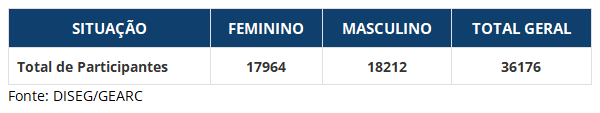 SITUAÇÃO FEMININO MASCULINO TOTAL GERAL
Total de Participantes 17964 18212 36176
Fonte: DISEG/GEARC